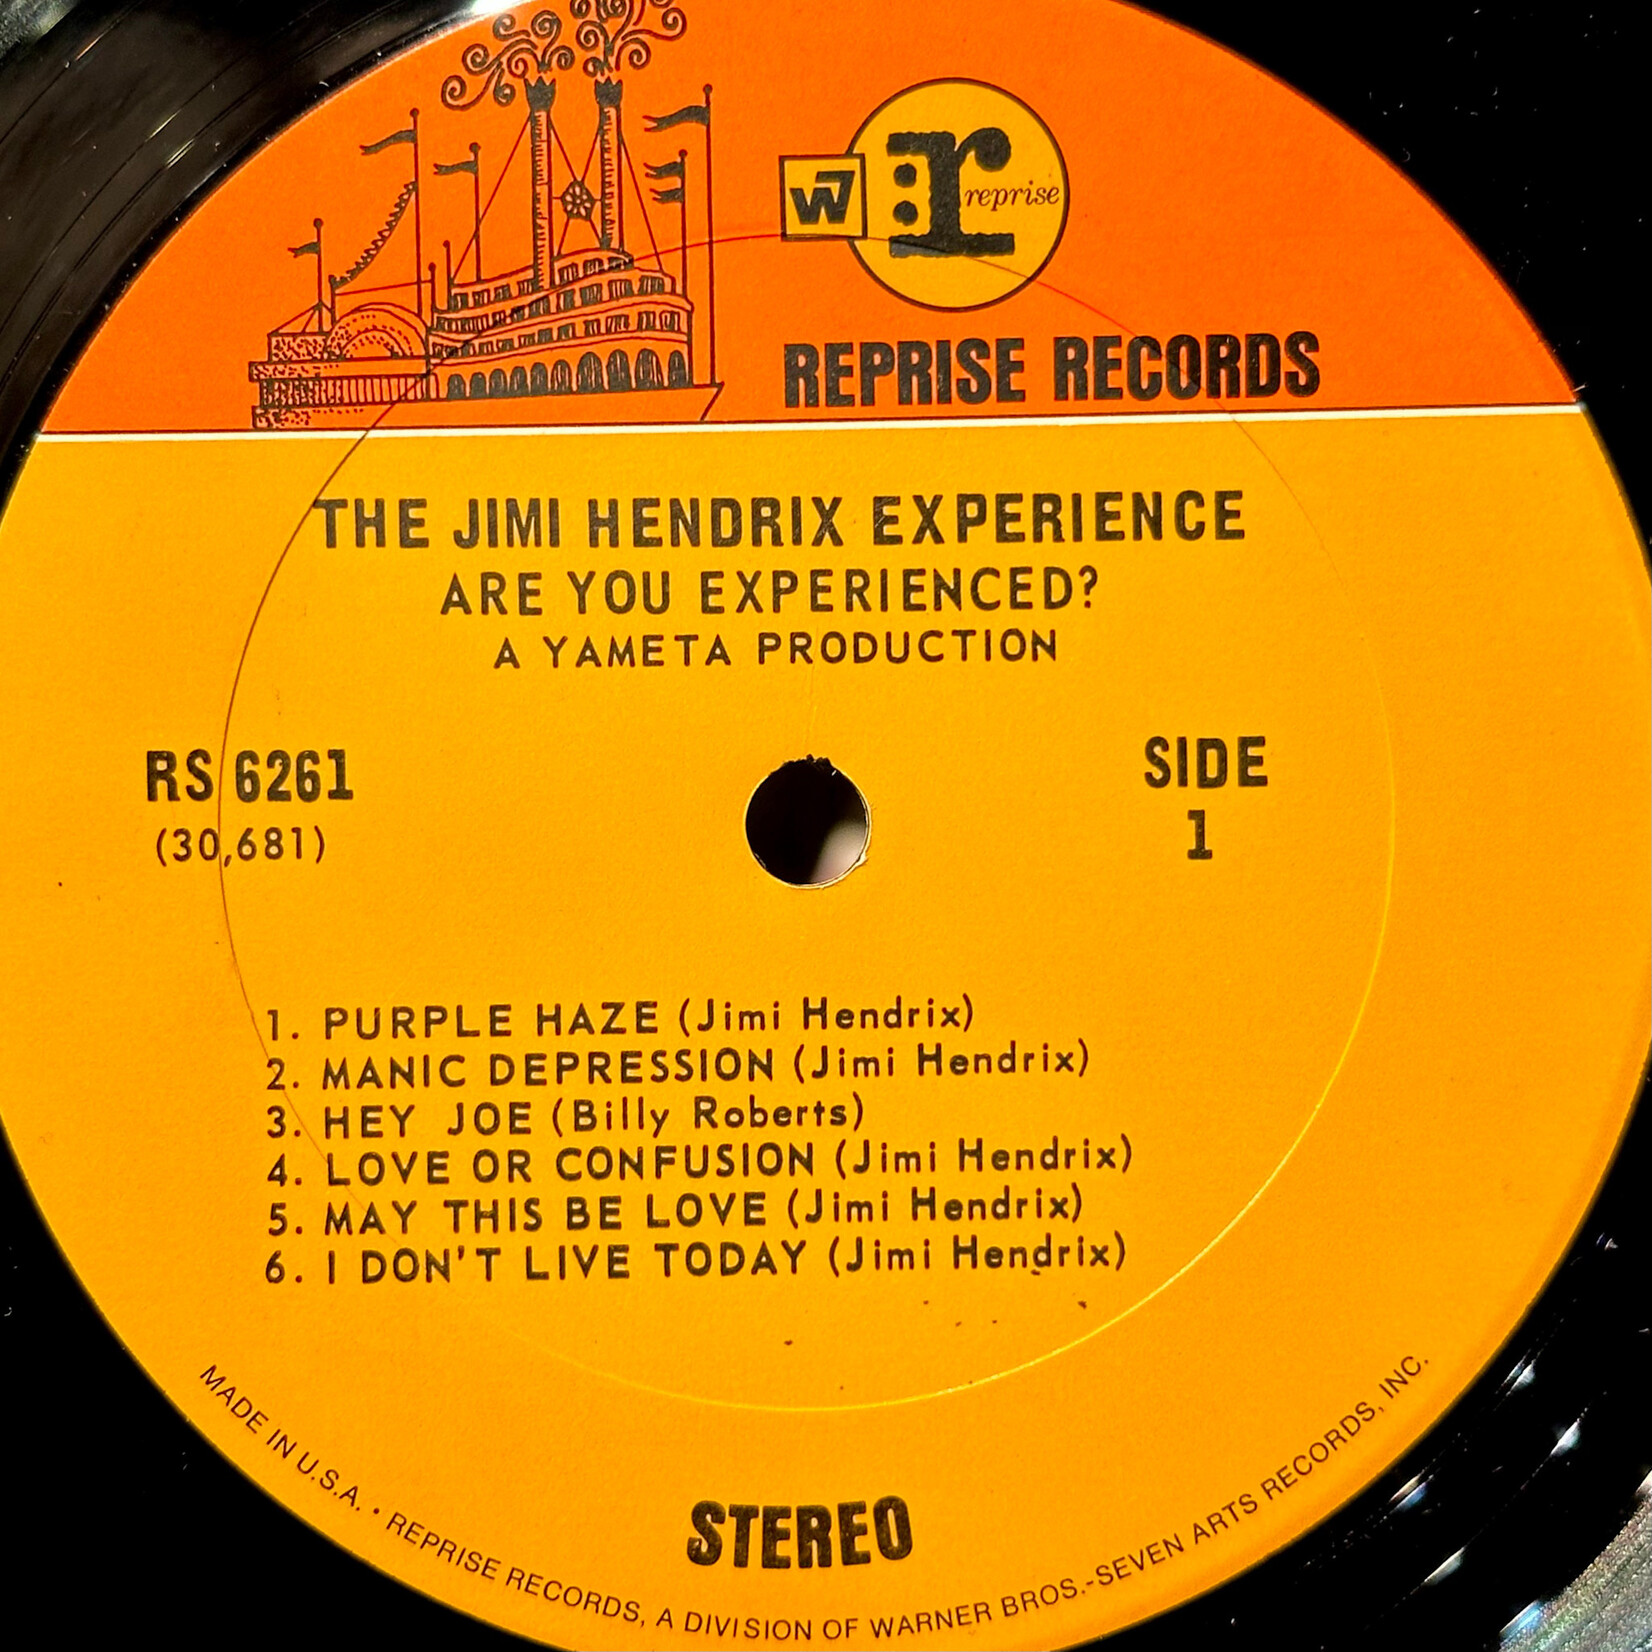 W7
r: reprise
REPRISE RECORDS
THE JIMI HENDRIX EXPERIENCE
ARE YOU EXPERIENCED?
A YAMETA PRODUCTION
RS 6261
(30,681)
SIDE
1
1. PURPLE HAZE (Jimi Hendrix)
2. MANIC DEPRESSION (Jimi Hendrix)
3. HEY JOE (Billy Roberts)
4. LOVE OR CONFUSION (Jimi Hendrix)
5. MAY THIS BE LOVE (Jimi Hendrix)
6. I DON'T LIVE TODAY (Jimi Hendrix)
STEREO
MADE IN U.S.A. • REPRISE RECORDS, A DIVISION OF WARNER BROS.-SEVEN ARTS RECORDS, INC.